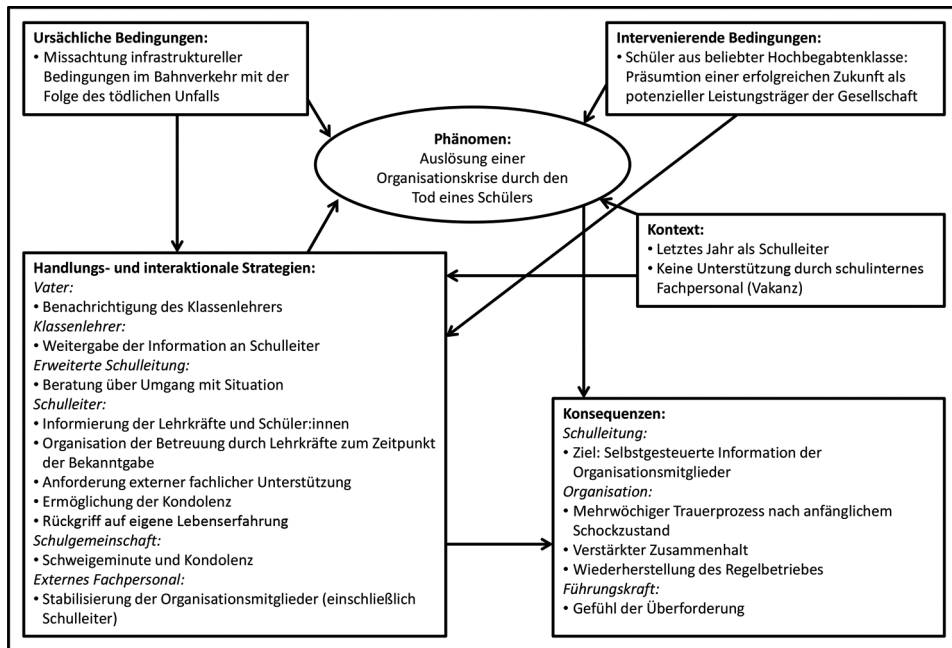 Ursächliche Bedingungen:
• Missachtung infrastruktureller
Bedingungen im Bahnverkehr mit der
Folge des tödlichen Unfalls
Intervenierende Bedingungen:
• Schüler aus beliebter Hochbegabtenklasse:
Präsumtion einer erfolgreichen Zukunft als
potenzieller Leistungsträger der Gesellschaft
Phänomen:
Auslösung einer
Organisationskrise durch den
Tod eines Schülers
Kontext:
• Letztes Jahr als Schulleiter
• Keine Unterstützung durch schulinternes
Fachpersonal (Vakanz)
Handlungs- und interaktionale Strategien:
Vater:
• Benachrichtigung des Klassenlehrers
Klassenlehrer:
• Weitergabe der Information an Schulleiter
Erweiterte Schulleitung:
• Beratung über Umgang mit Situation
Schulleiter:
• Informierung der Lehrkräfte und Schüler:innen
• Organisation der Betreuung durch Lehrkräfte zum Zeitpunkt
der Bekanntgabe
• Anforderung externer fachlicher Unterstützung
• Ermöglichung der Kondolenz
• Rückgriff auf eigene Lebenserfahrung
Schulgemeinschaft:
• Schweigeminute und Kondolenz
Externes Fachpersonal:
• Stabilisierung der Organisationsmitglieder (einschließlich
Schulleiter)
Konsequenzen:
Schulleitung:
• Ziel: Selbstgesteuerte Information der
Organisationsmitglieder
Organisation:
• Mehrwöchiger Trauerprozess nach anfänglichem
Schockzustand
• Verstärkter Zusammenhalt
• Wiederherstellung des Regelbetriebes
Führungskraft:
• Gefühl der Überforderung